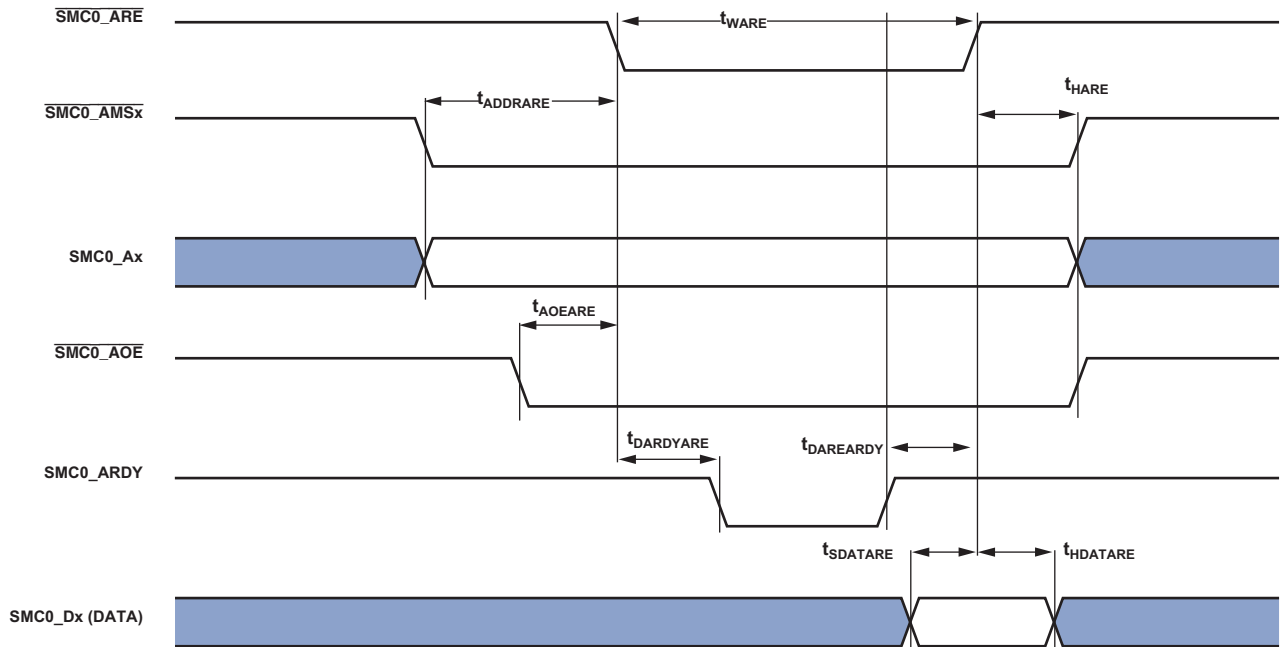 SMC0_ARE
tWARE
tHARE
tADDRARE
SMC0_AMSx
SMC0_Ax
tAOEARE
SMC0_AOE
tDARDYARE
tDAREARDY
SMC0_ARDY
tSDATARE
tHDATARE
SMC0_Dx (DATA)